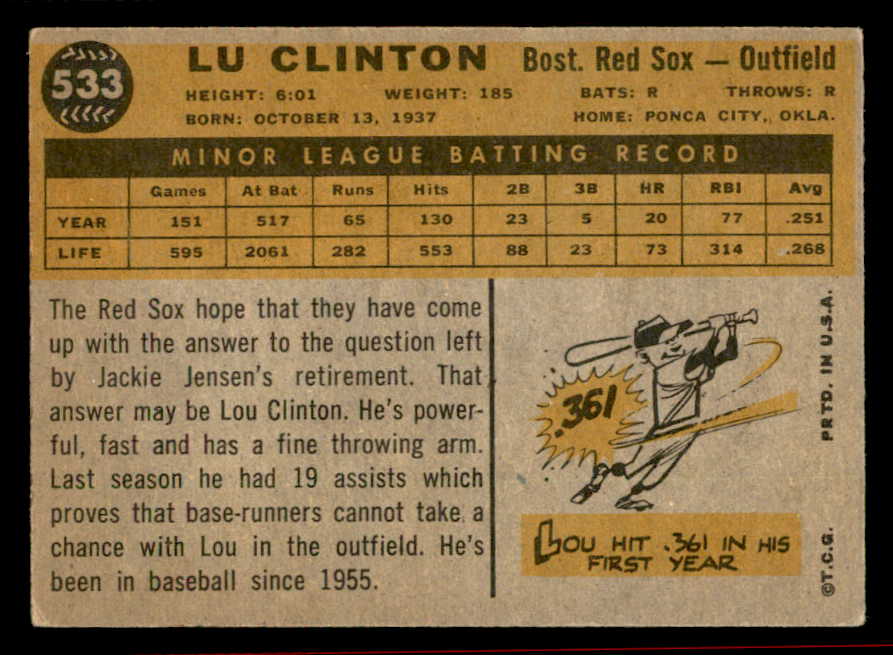 533
LU CLINTON Bost. Red Sox — Outfield
HEIGHT: 6:01 WEIGHT: 185 BATS: R THROWS: R
BORN: OCTOBER 13, 1937 HOME: PONCA CITY, OKLA.
MINOR LEAGUE BATTING RECORD
Games At Bat Runs Hits 2B 3B HR RBI Avg
YEAR 151 517 65 130 23 5 20 77 .251
LIFE 595 2061 282 553 88 23 73 314 .268
The Red Sox hope that they have come
up with the answer to the question left
by Jackie Jensen's retirement. That
answer may be Lou Clinton. He's power-
ful, fast and has a fine throwing arm.
Last season he had 19 assists which
proves that base-runners cannot take a
chance with Lou in the outfield. He's
been in baseball since 1955.
.361
LOU HIT .361 IN HIS
FIRST YEAR
PRTD. IN U.S.A.
©T.C.G.